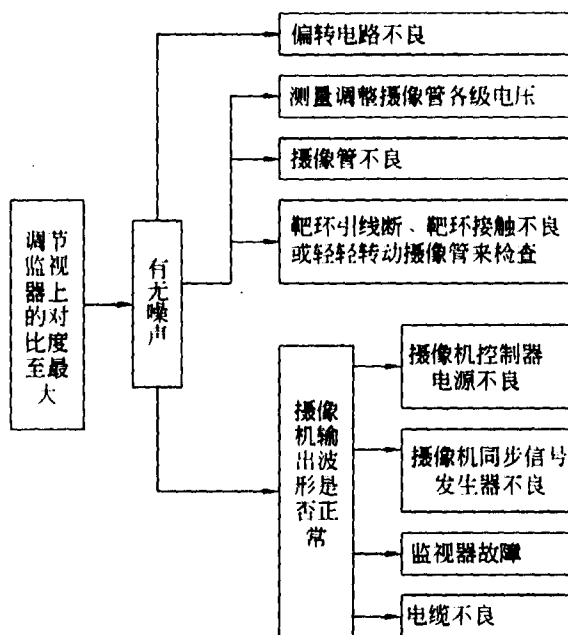 调节
监视
器上
的对
比度
至最
大
有无噪声
偏转电路不良
测量调整摄像管各级电压
摄像管不良
靶环引线断、靶环接触不良
或轻轻转动摄像管来检查
摄像
机输
出波
形是
否正
常
摄像机控制器
电源不良
摄像机同步信号
发生器不良
监视器故障
电缆不良